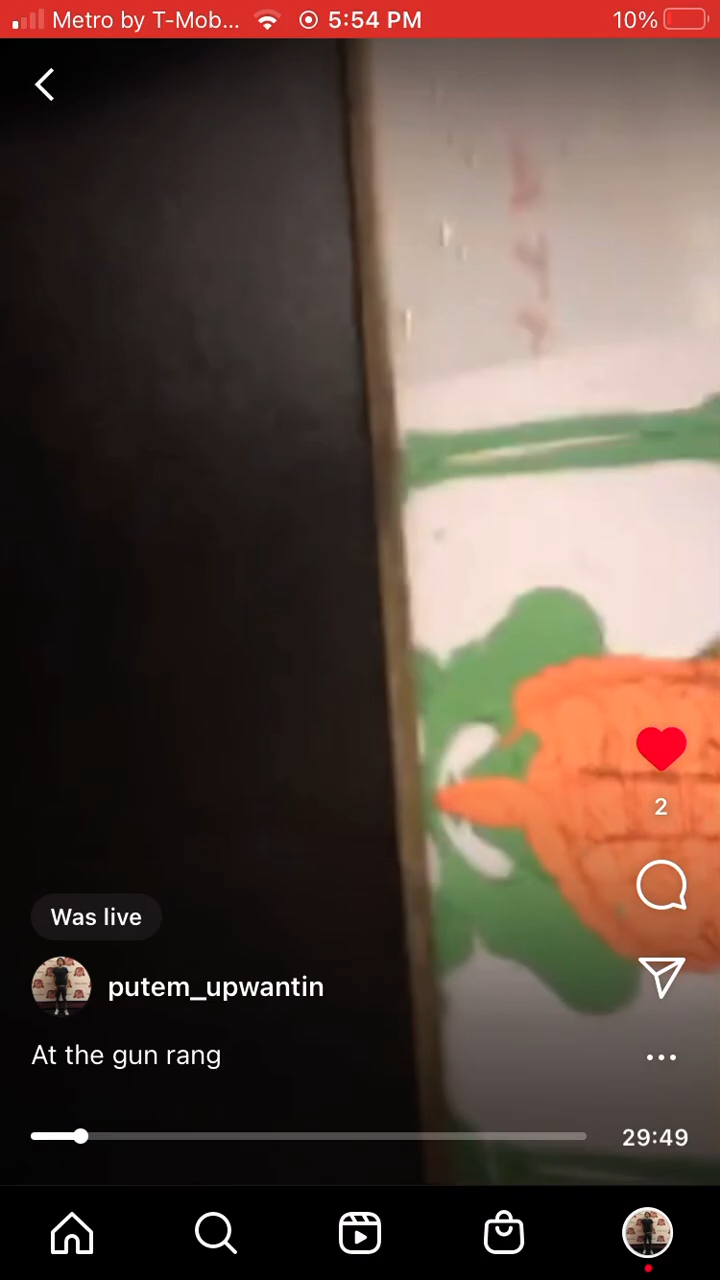 Metro by T-Mob... 5:54 PM 10%
Was live
putem_upwantin
At the gun rang
29:49
2